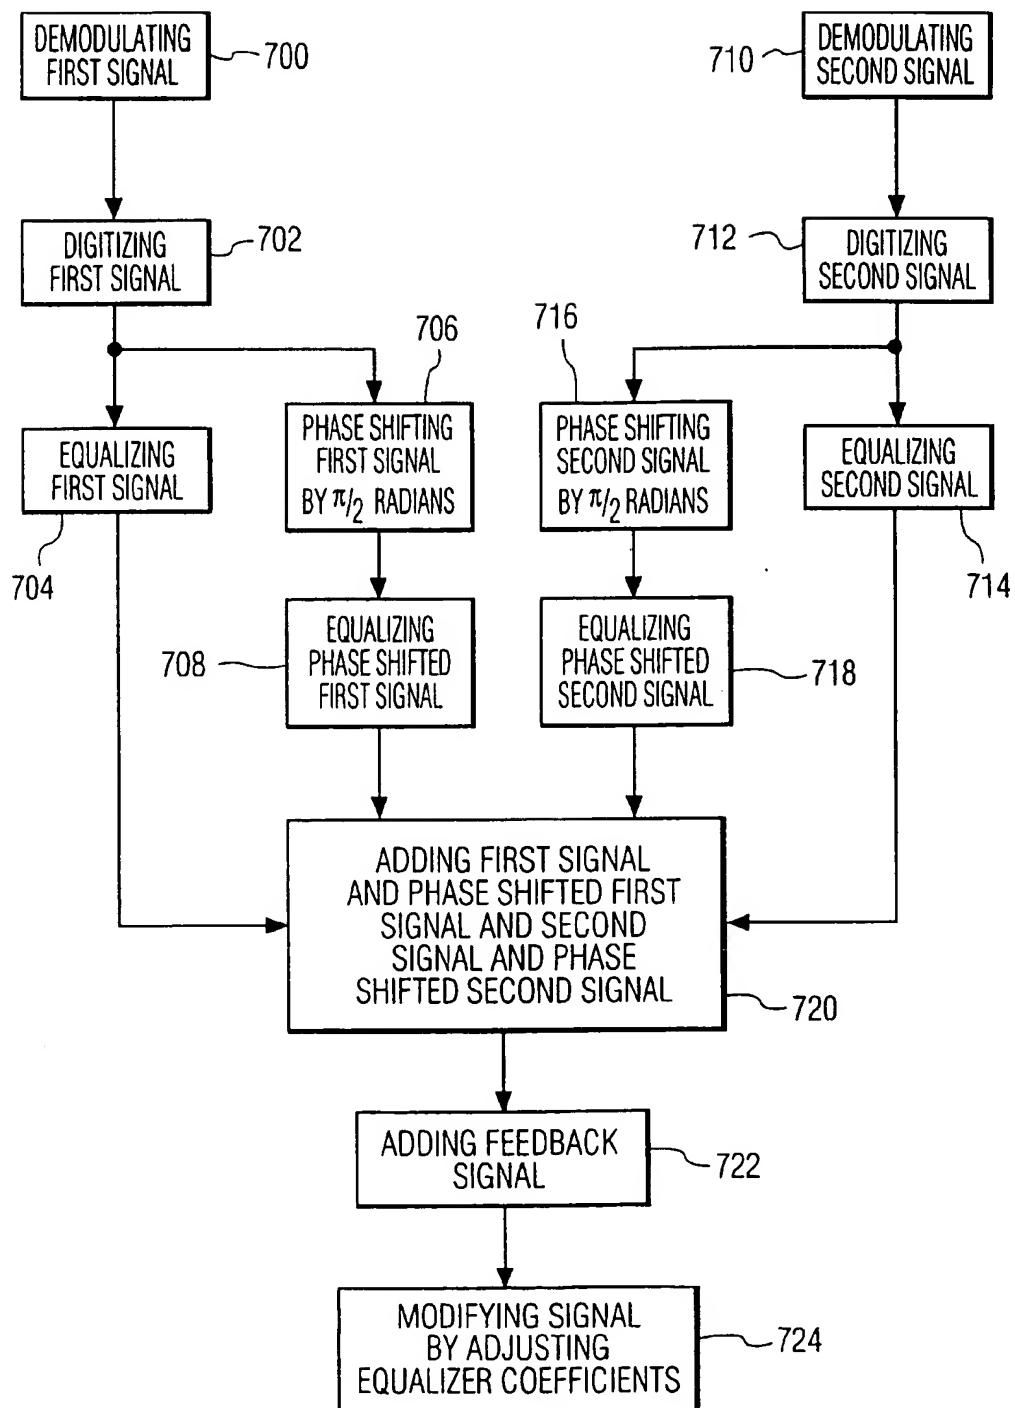 DEMODULATING
FIRST SIGNAL
700
710
DEMODULATING
SECOND SIGNAL
DIGITIZING
FIRST SIGNAL
702
712
DIGITIZING
SECOND SIGNAL
706
716
EQUALIZING
FIRST SIGNAL
704
PHASE SHIFTING
FIRST SIGNAL
BY π/2 RADIANS
PHASE SHIFTING
SECOND SIGNAL
BY π/2 RADIANS
EQUALIZING
SECOND SIGNAL
714
708
EQUALIZING
PHASE SHIFTED
FIRST SIGNAL
EQUALIZING
PHASE SHIFTED
SECOND SIGNAL
718
ADDING FIRST SIGNAL
AND PHASE SHIFTED FIRST
SIGNAL AND SECOND
SIGNAL AND PHASE
SHIFTED SECOND SIGNAL
720
ADDING FEEDBACK
SIGNAL
722
MODIFYING SIGNAL
BY ADJUSTING
EQUALIZER COEFFICIENTS
724